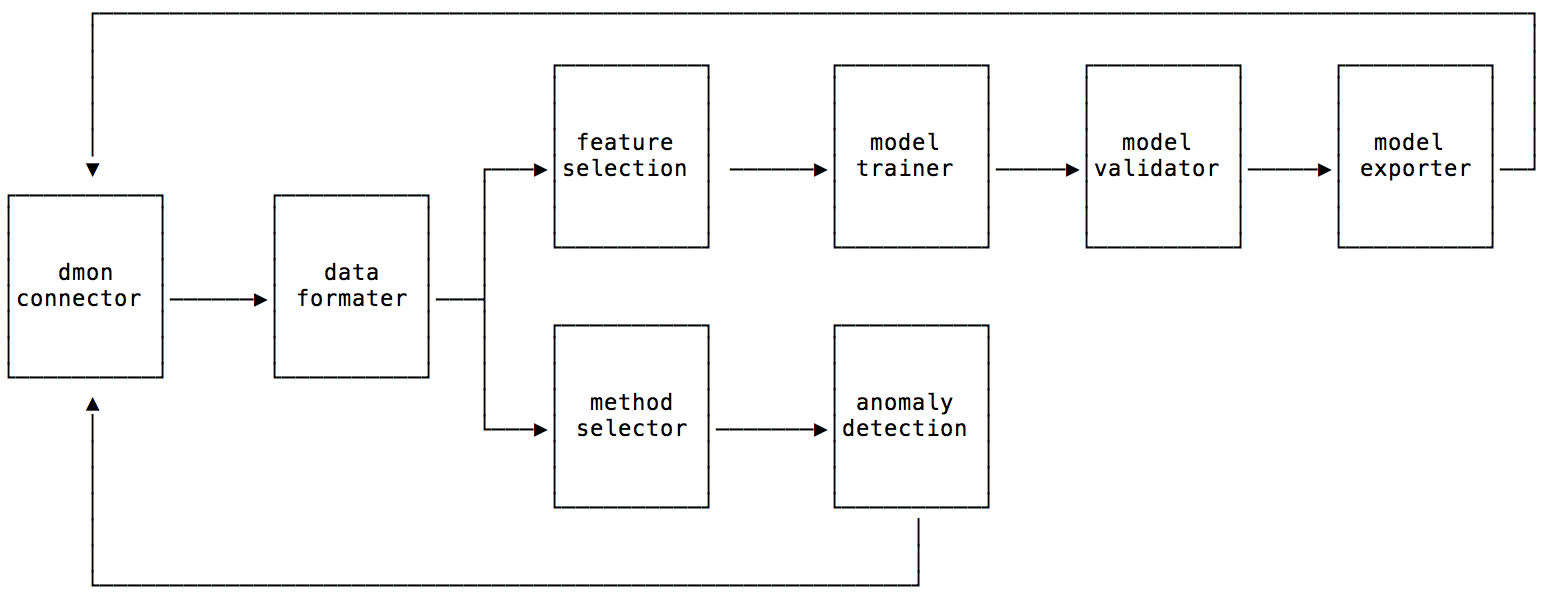 feature
selection
model
trainer
model
validator
model
exporter
dmon
connector
data
formater
method
selector
anomaly
detection